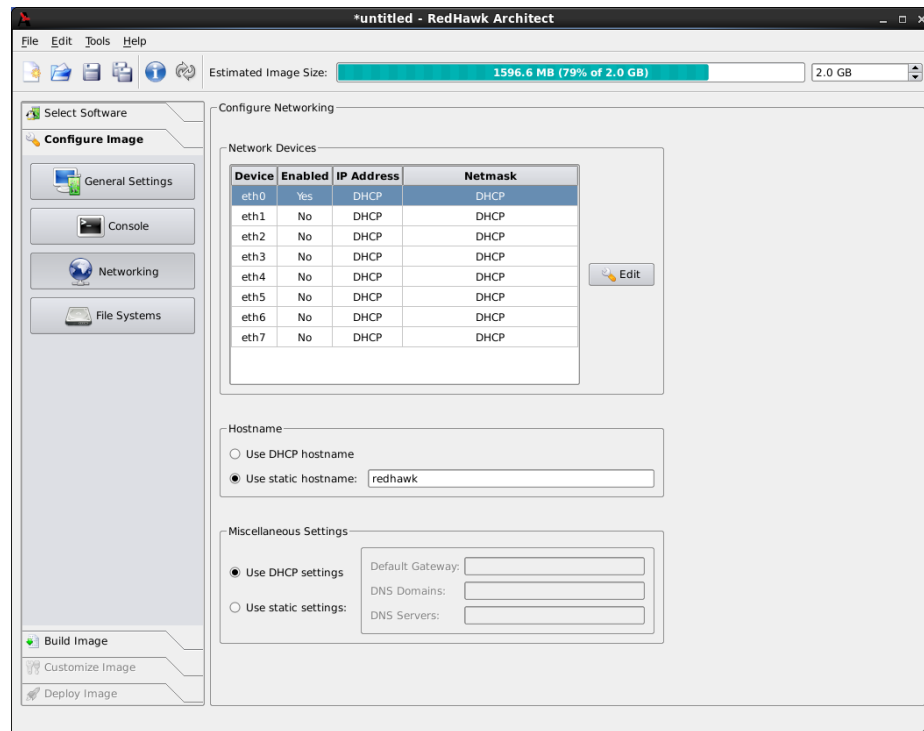 *untitled - RedHawk Architect
File Edit Tools Help
Estimated Image Size: 1596.6 MB (79% of 2.0 GB) 2.0 GB
Select Software
Configure Image
General Settings
Console
Networking
File Systems
Build Image
Customize Image
Deploy Image
Configure Networking
Network Devices
Device Enabled IP Address Netmask
eth0 Yes DHCP DHCP
eth1 No DHCP DHCP
eth2 No DHCP DHCP
eth3 No DHCP DHCP
eth4 No DHCP DHCP
eth5 No DHCP DHCP
eth6 No DHCP DHCP
eth7 No DHCP DHCP
Edit
Hostname
Use DHCP hostname
Use static hostname: redhawk
Miscellaneous Settings
Use DHCP settings
Use static settings:
Default Gateway:
DNS Domains:
DNS Servers: